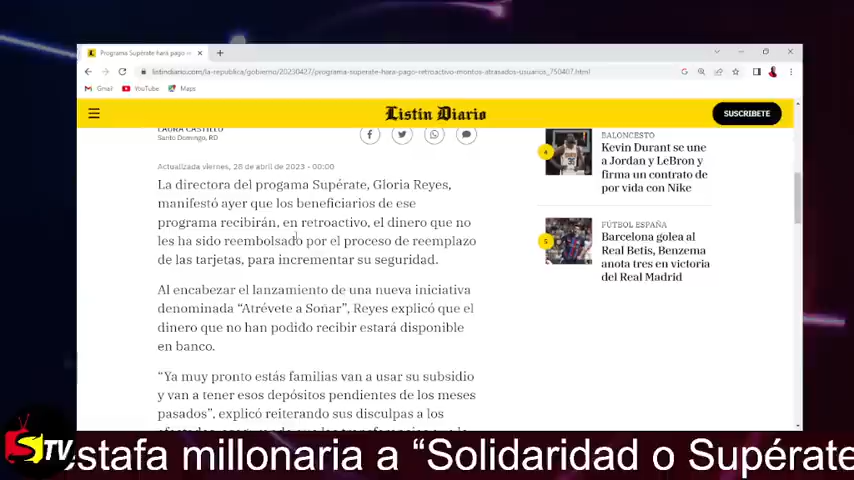 Programa Supérate hará pago
listindiario.com/la-republica/gobierno/20230427/programa-superate-hara-pago-retroactivo-montos-atrasados-usuarios_750407.html
Gmail YouTube Maps
Listín Diario
SUSCRIBETE
LAURA CASTILLO
Santo Domingo, RD
Actualizada viernes, 28 de abril de 2023 - 00:00
La directora del progama Supérate, Gloria Reyes,
manifestó ayer que los beneficiarios de ese
programa recibirán, en retroactivo, el dinero que no
les ha sido reembolsado por el proceso de reemplazo
de las tarjetas, para incrementar su seguridad.
Al encabezar el lanzamiento de una nueva iniciativa
denominada “Atrévete a Soñar”, Reyes explicó que el
dinero que no han podido recibir estará disponible
en banco.
“Ya muy pronto estás familias van a usar su subsidio
y van a tener esos depósitos pendientes de los meses
pasados”, explicó reiterando sus disculpas a los
4
BALONCESTO
Kevin Durant se une
a Jordan y LeBron y
firma un contrato de
por vida con Nike
5
FÚTBOL ESPAÑA
Barcelona golea al
Real Betis, Benzema
anota tres en victoria
del Real Madrid
STV
estafa millonaria a “Solidaridad o Supérate